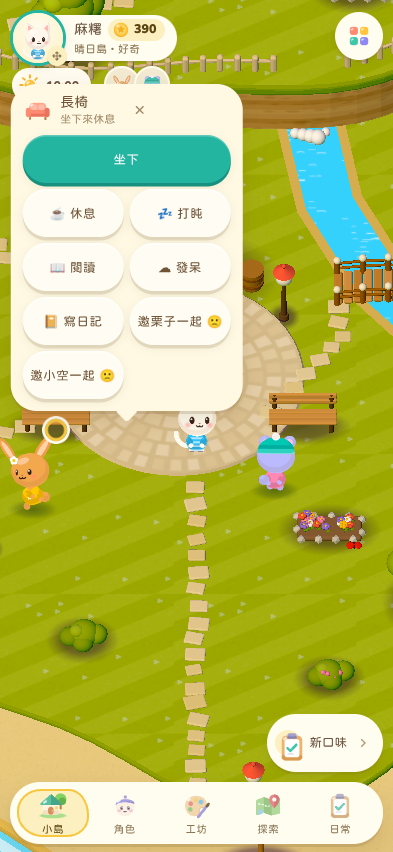 麻糬
390
晴日島・好奇
長椅
×
坐下來休息
坐下
休息
打盹
閱讀
發呆
寫日記
邀栗子一起
邀小空一起
新口味
小島
角色
工坊
探索
日常